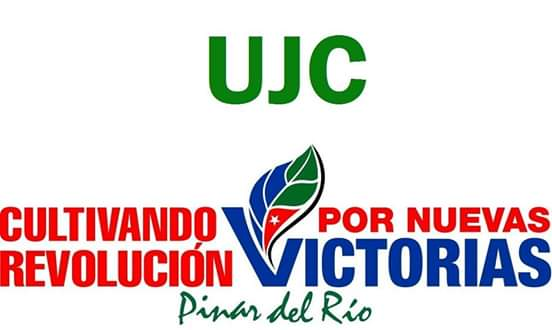 UJC
CULTIVANDO
REVOLUCIÓN
POR NUEVAS
VICTORIAS
Pinar del Río